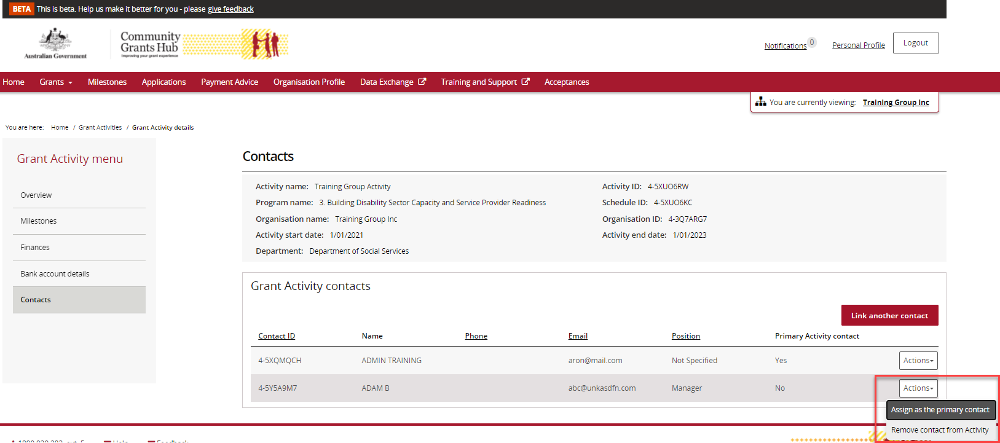 BETA This is beta. Help us make it better for you - please give feedback
Australian Government
Community
Grants Hub
Improving your grant experience
Notifications 0 Personal Profile Logout
Home Grants Milestones Applications Payment Advice Organisation Profile Data Exchange Training and Support Acceptances
You are currently viewing: Training Group Inc
You are here: Home / Grant Activities / Grant Activity details
Grant Activity menu
Overview
Milestones
Finances
Bank account details
Contacts
Contacts
Activity name: Training Group Activity Activity ID: 4-5XUO6RW
Program name: 3. Building Disability Sector Capacity and Service Provider Readiness Schedule ID: 4-5XUO6KC
Organisation name: Training Group Inc Organisation ID: 4-3Q7ARG7
Activity start date: 1/01/2021 Activity end date: 1/01/2023
Department: Department of Social Services
Grant Activity contacts
Link another contact
Contact ID Name Phone Email Position Primary Activity contact
4-5XQMQCH ADMIN TRAINING aron@mail.com Not Specified Yes Actions
4-5Y5A9M7 ADAM B abc@unkasdfn.com Manager No Actions
Assign as the primary contact
Remove contact from Activity
Help Feedback